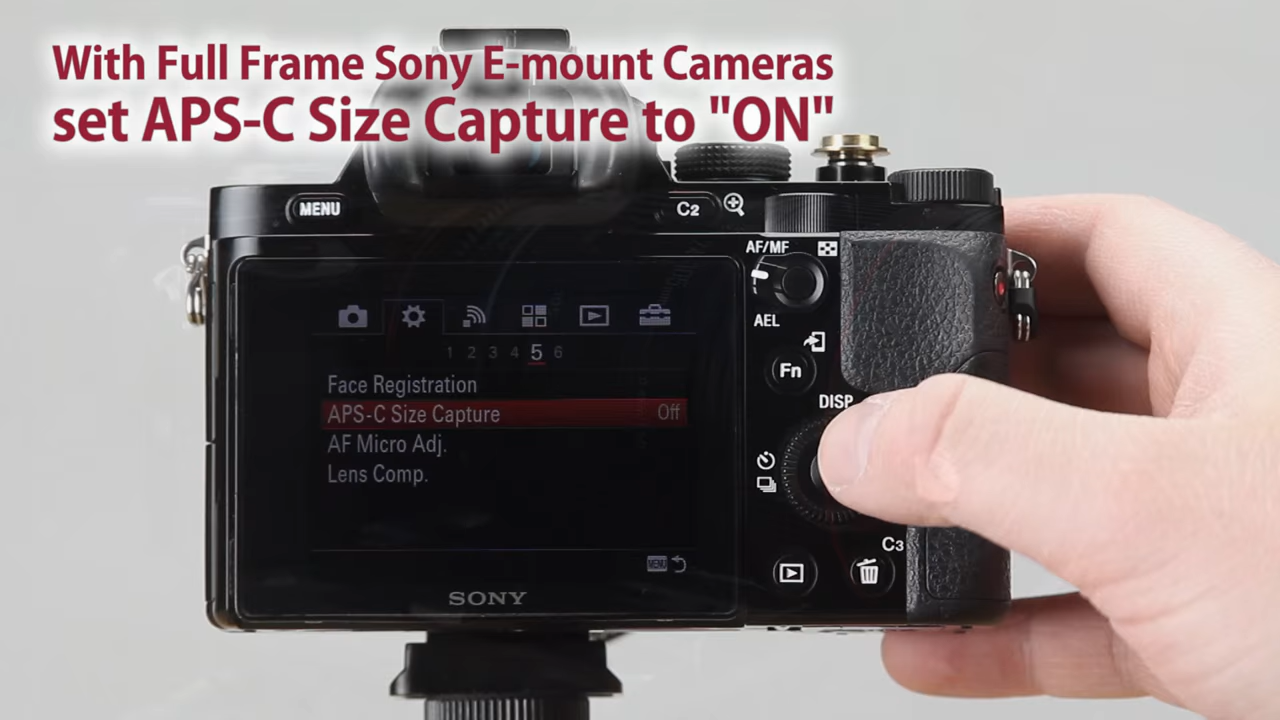 With Full Frame Sony E-mount Cameras
set APS-C Size Capture to "ON"
MENU
C2
AF/MF
AEL
Fn
DISP
1 2 3 4 5 6
Face Registration
APS-C Size Capture Off
AF Micro Adj.
Lens Comp.
MENU
C3
SONY